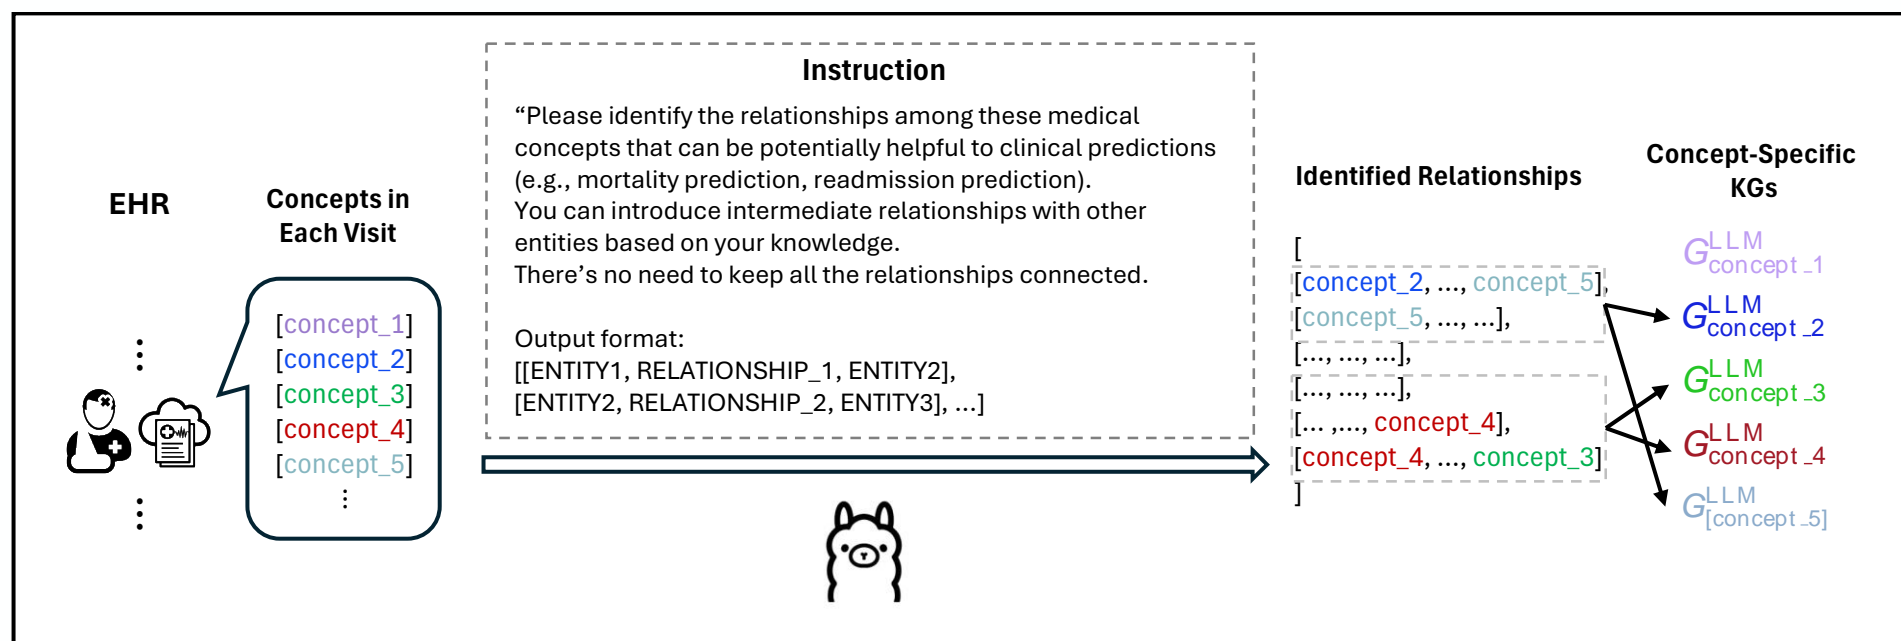 EHR
Concepts in
Each Visit
[concept_1]
[concept_2]
[concept_3]
[concept_4]
[concept_5]
⋮
Instruction
“Please identify the relationships among these medical
concepts that can be potentially helpful to clinical predictions
(e.g., mortality prediction, readmission prediction).
You can introduce intermediate relationships with other
entities based on your knowledge.
There’s no need to keep all the relationships connected.
Output format:
[[ENTITY1, RELATIONSHIP_1, ENTITY2],
[ENTITY2, RELATIONSHIP_2, ENTITY3], ...]
Identified Relationships
[
[concept_2, ..., concept_5],
[concept_5, ..., ...],
[..., ..., ...],
[..., ..., ...],
[... ,..., concept_4],
[concept_4, ..., concept_3]
]
Concept-Specific
KGs
G LLM concept_1
G LLM concept_2
G LLM concept_3
G LLM concept_4
G LLM [concept_5]